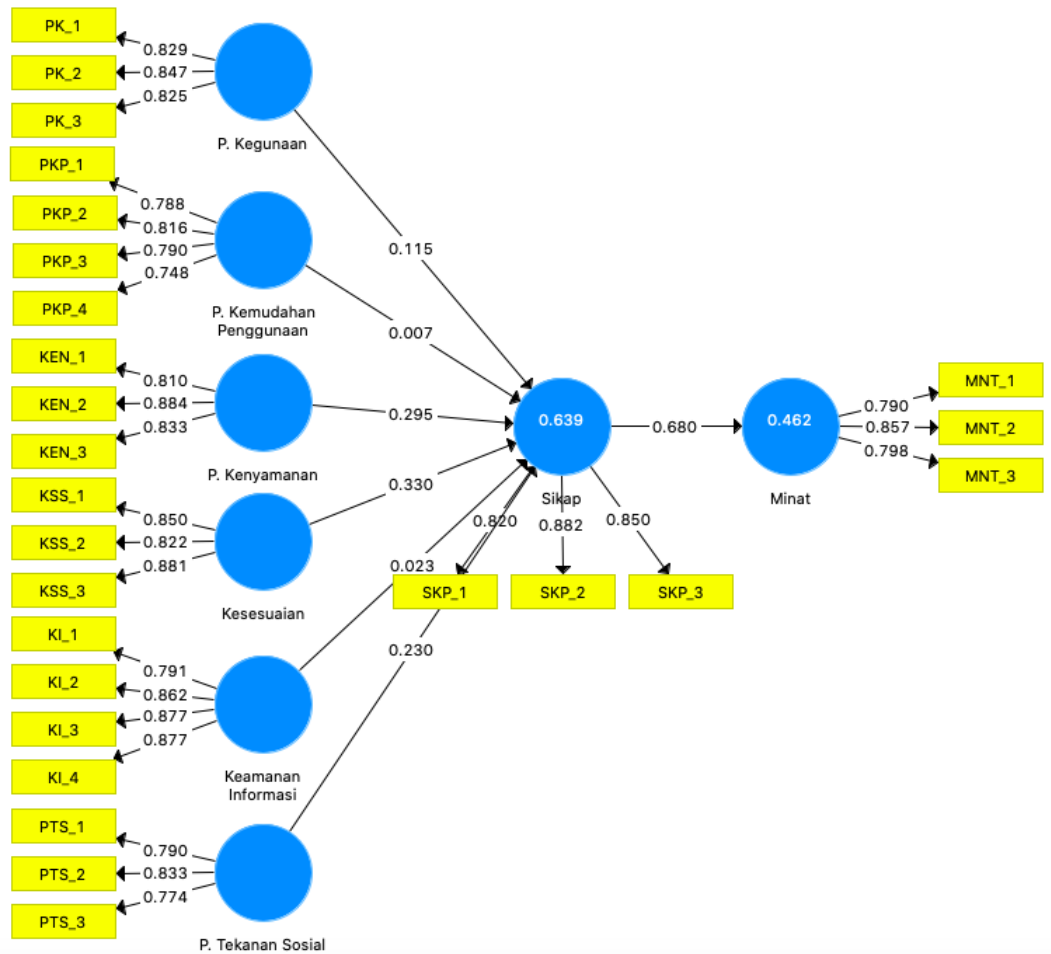 PK_1
0.829
PK_2
0.847
0.825
PK_3
P. Kegunaan
PKP_1
0.788
PKP_2
0.816
0.790
PKP_3
0.748
PKP_4
P. Kemudahan
Penggunaan
KEN_1
0.810
KEN_2
0.884
0.833
KEN_3
P. Kenyamanan
KSS_1
0.850
KSS_2
0.822
0.881
KSS_3
Kesesuaian
KI_1
0.791
KI_2
0.862
0.877
KI_3
0.877
KI_4
Keamanan
Informasi
PTS_1
0.790
PTS_2
0.833
0.774
PTS_3
P. Tekanan Sosial
0.115
0.007
0.295
0.330
0.023
0.230
0.639
Sikap
0.820
0.882
0.850
SKP_1
SKP_2
SKP_3
0.680
0.462
Minat
0.790
0.857
0.798
MNT_1
MNT_2
MNT_3